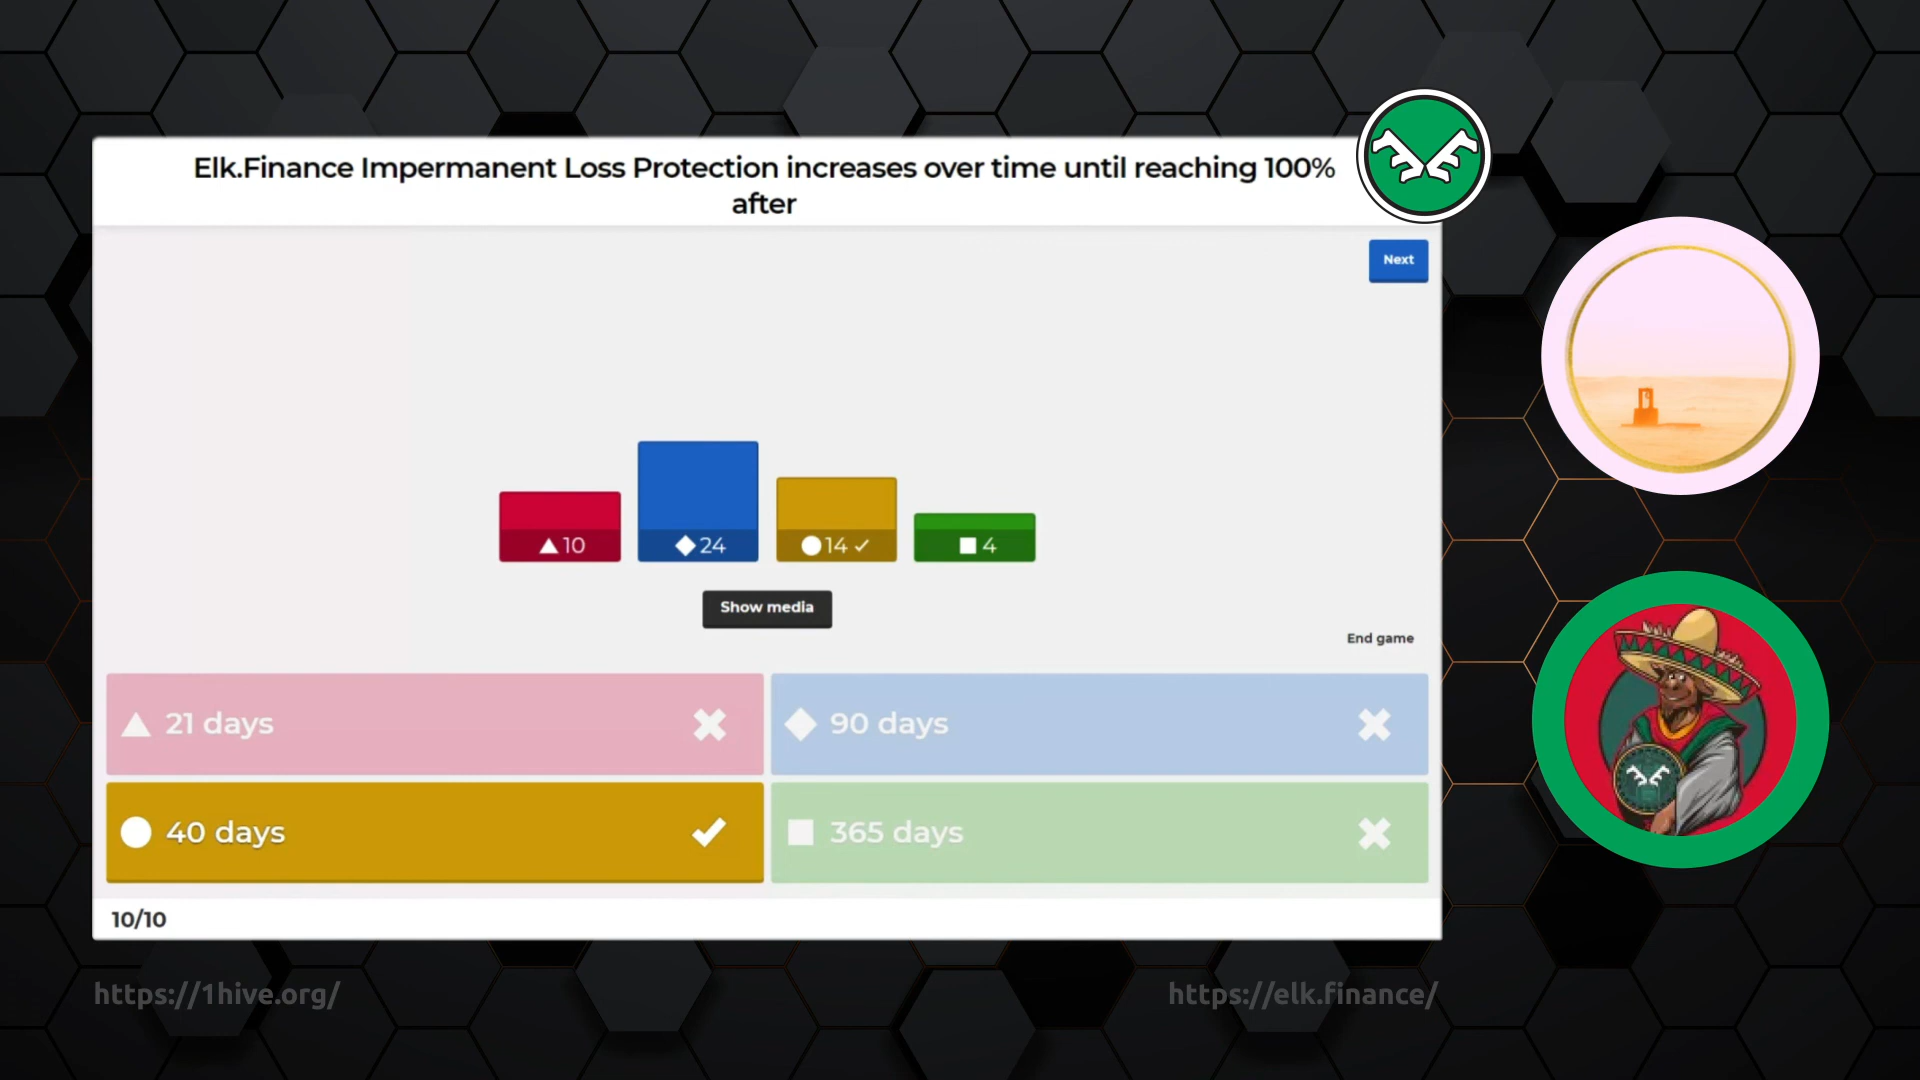 Elk.Finance Impermanent Loss Protection increases over time until reaching 100%
after
Next
10
24
14
4
Show media
End game
21 days
90 days
40 days
365 days
10/10
https://1hive.org/
https://elk.finance/